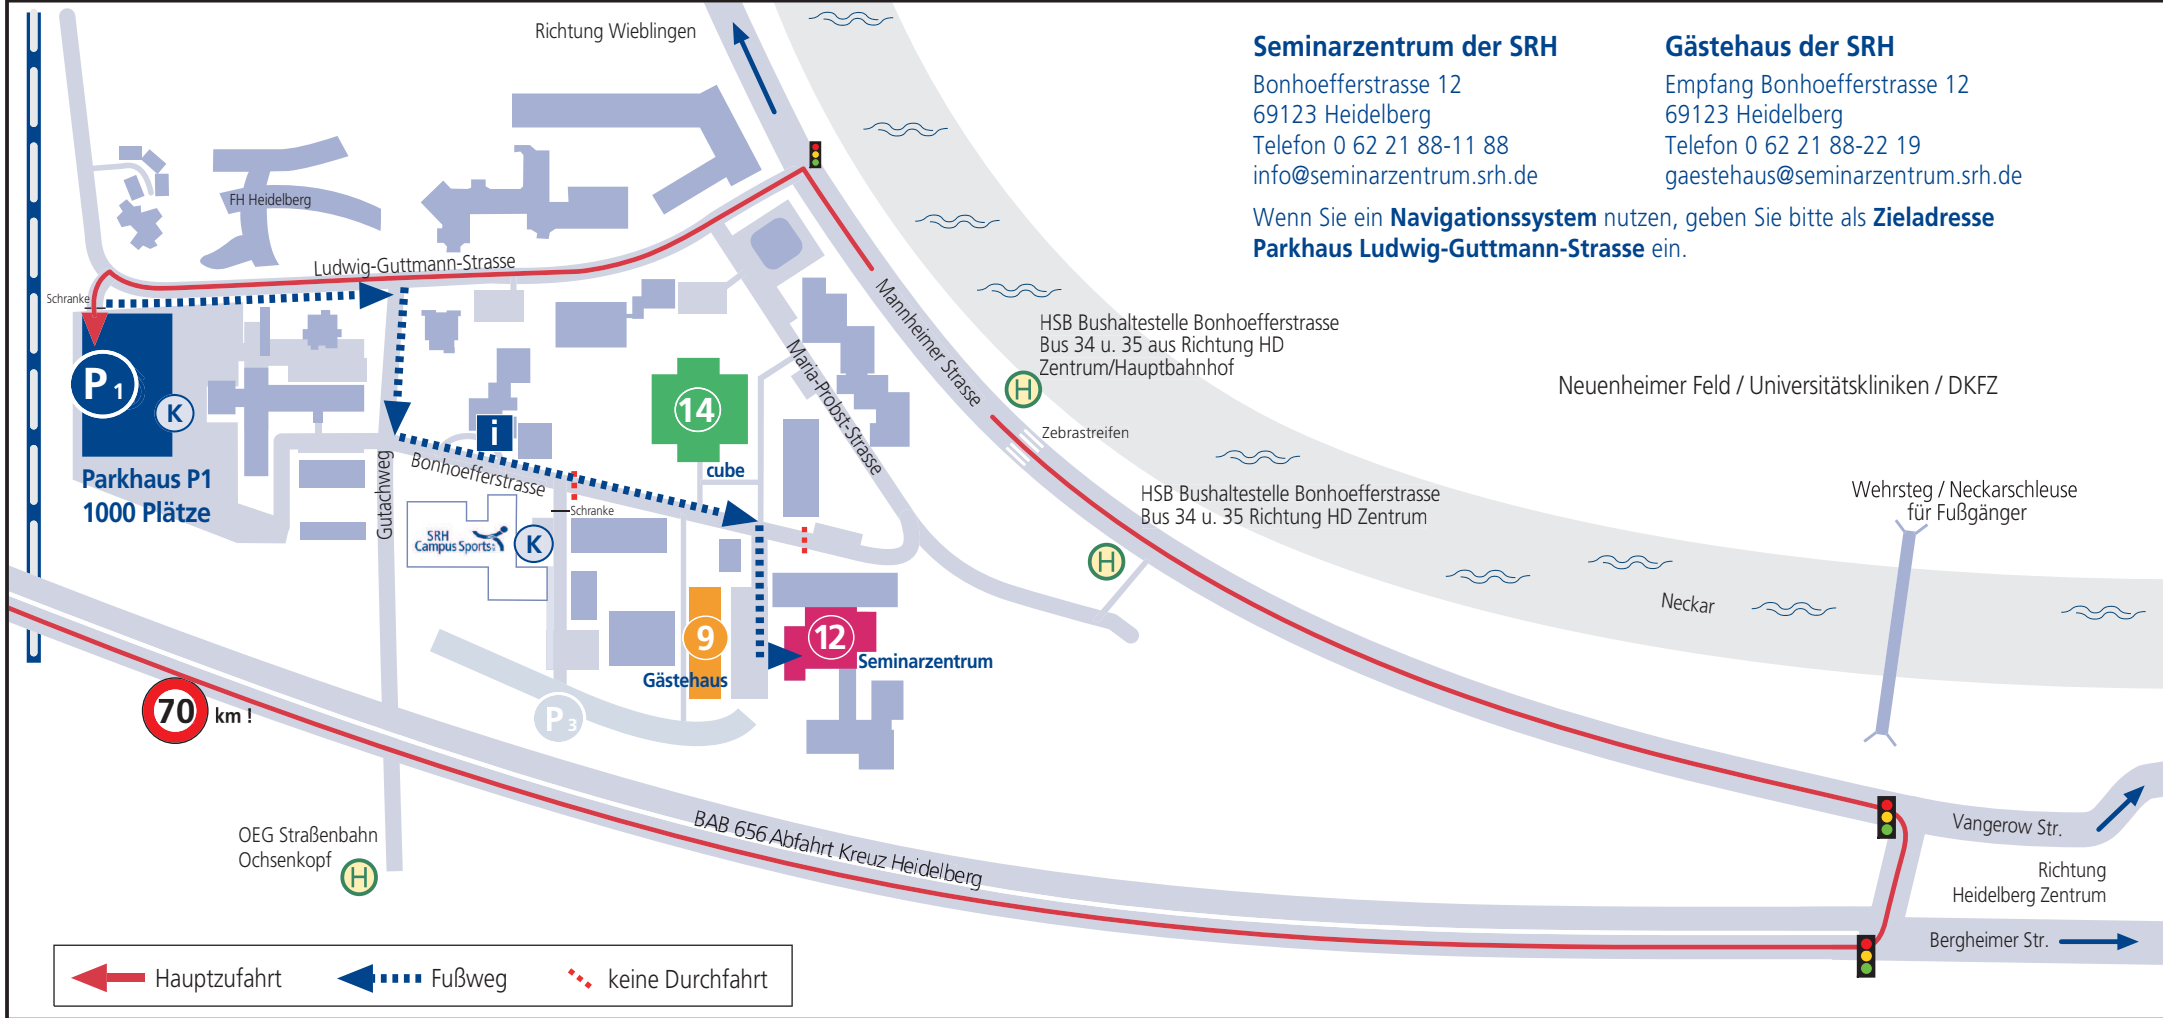 Richtung Wieblingen
Seminarzentrum der SRH
Bonhoefferstrasse 12
69123 Heidelberg
Telefon 0 62 21 88-11 88
info@seminarzentrum.srh.de
Gästehaus der SRH
Empfang Bonhoefferstrasse 12
69123 Heidelberg
Telefon 0 62 21 88-22 19
gaestehaus@seminarzentrum.srh.de
Wenn Sie ein Navigationssystem nutzen, geben Sie bitte als Zieladresse
Parkhaus Ludwig-Guttmann-Strasse ein.
FH Heidelberg
Ludwig-Guttmann-Strasse
Schranke
P1
K
Parkhaus P1
1000 Plätze
Mannheimer Strasse
Maria-Probst-Strasse
HSB Bushaltestelle Bonhoefferstrasse
Bus 34 u. 35 aus Richtung HD
Zentrum/Hauptbahnhof
H
Zebrastreifen
Neuenheimer Feld / Universitätskliniken / DKFZ
14
cube
i
Bonhoefferstrasse
Gutachweg
Schranke
SRH
Campus Sports
K
HSB Bushaltestelle Bonhoefferstrasse
Bus 34 u. 35 Richtung HD Zentrum
H
Wehrsteg / Neckarschleuse
für Fußgänger
Neckar
9
Gästehaus
12
Seminarzentrum
P3
70 km !
BAB 656 Abfahrt Kreuz Heidelberg
OEG Straßenbahn
Ochsenkopf
H
Vangerow Str.
Richtung
Heidelberg Zentrum
Bergheimer Str.
Hauptzufahrt
Fußweg
keine Durchfahrt